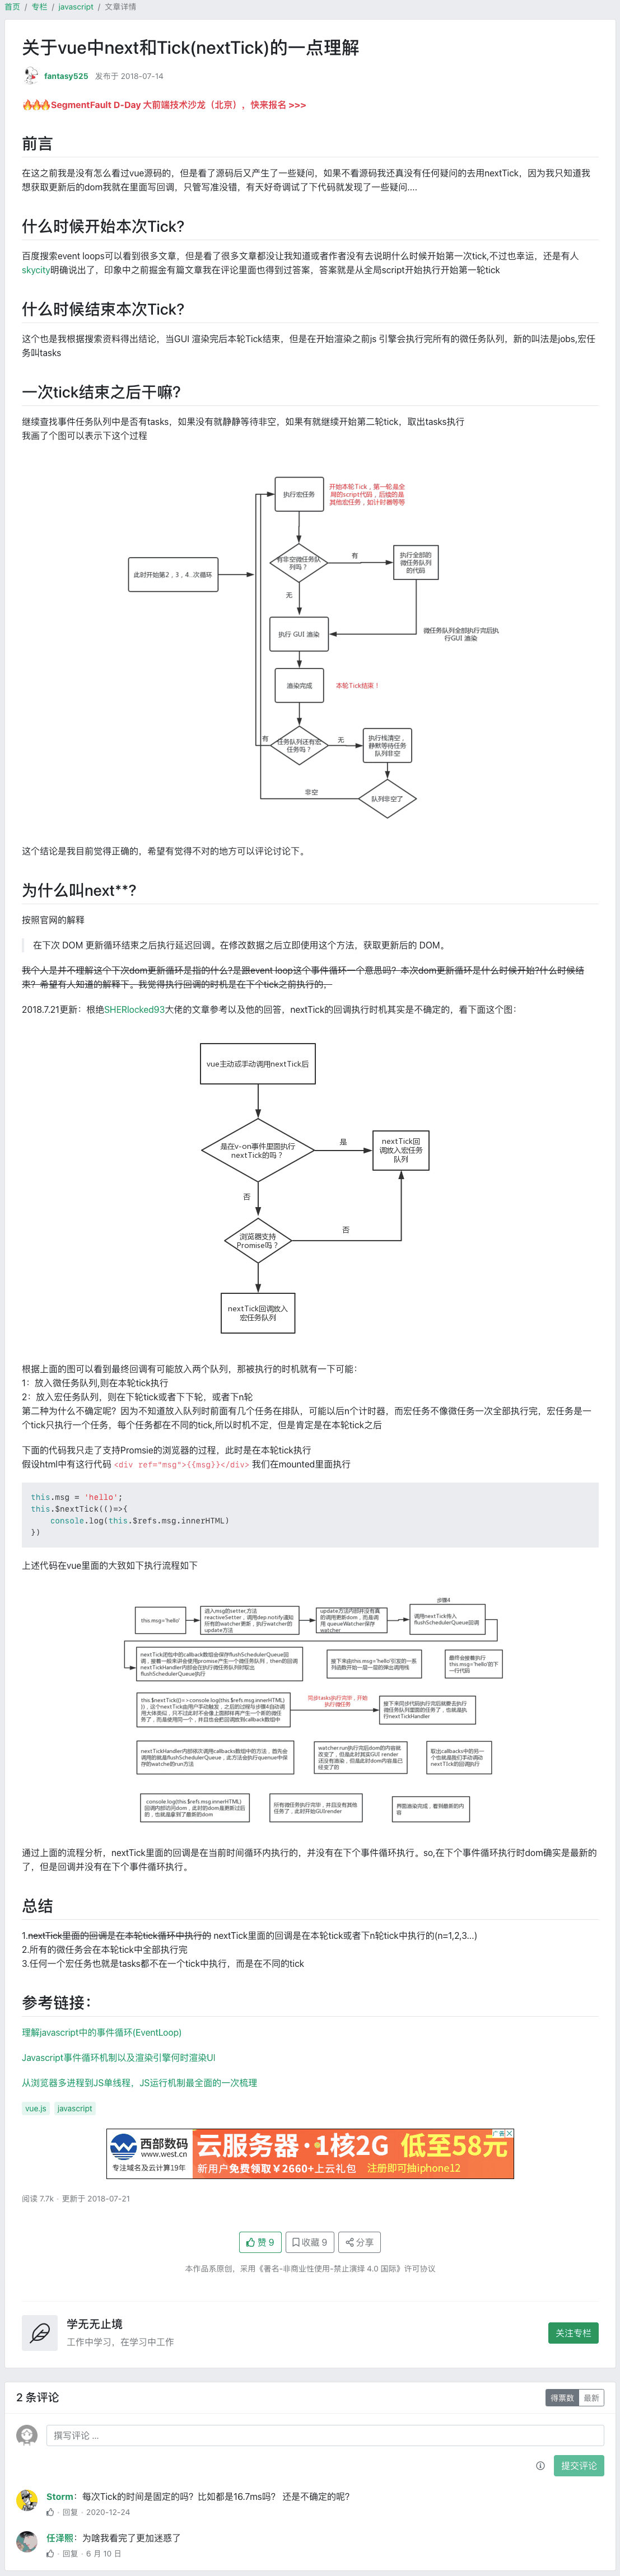 首页 / 专栏 / javascript / 文章详情
关于vue中next和Tick(nextTick)的一点理解
fantasy525 发布于 2018-07-14
🔥🔥🔥SegmentFault D-Day 大前端技术沙龙（北京），快来报名 >>>
前言
在这之前我是没有怎么看过vue源码的，但是看了源码后又产生了一些疑问，如果不看源码我还真没有任何疑问的去用nextTick，因为我只知道我
想获取更新后的dom我就在里面写回调，只管写准没错，有天好奇调试了下代码就发现了一些疑问....
什么时候开始本次Tick?
百度搜索event loops可以看到很多文章，但是看了很多文章都没让我知道或者作者没有去说明什么时候开始第一次tick,不过也幸运，还是有人
skycity明确说出了，印象中之前掘金有篇文章我在评论里面也得到过答案，答案就是从全局script开始执行开始第一轮tick
什么时候结束本次Tick?
这个也是我根据搜索资料得出结论，当GUI 渲染完后本轮Tick结束，但是在开始渲染之前js 引擎会执行完所有的微任务队列，新的叫法是jobs,宏任
务叫tasks
一次tick结束之后干嘛?
继续查找事件任务队列中是否有tasks，如果没有就静静等待非空，如果有就继续开始第二轮tick，取出tasks执行
我画了个图可以表示下这个过程
执行宏任务
开始本轮Tick，第一轮是全
局的script代码，后续的是
其他宏任务，如计时器等等
有非空微任务队
列吗？
有
执行全部的
微任务队列
的代码
此时开始第2，3，4...次循环
无
执行 GUI 渲染
微任务队列全部执行完后执
行GUI 渲染
渲染完成
本轮Tick结束！
有
任务队列还有宏
任务吗？
无
执行栈清空，
静默等待任务
队列非空
非空
队列非空了
这个结论是我目前觉得正确的，希望有觉得不对的地方可以评论讨论下。
为什么叫next**?
按照官网的解释
在下次 DOM 更新循环结束之后执行延迟回调。在修改数据之后立即使用这个方法，获取更新后的 DOM。
我个人是并不理解这个下次dom更新循环是指的什么?是跟event loop这个事件循环一个意思吗？本次dom更新循环是什么时候开始?什么时候结
束？希望有人知道的解释下。我觉得执行回调的时机是在下个tick之前执行的，
2018.7.21更新：根绝SHERlocked93大佬的文章参考以及他的回答，nextTick的回调执行时机其实是不确定的，看下面这个图：
vue主动或手动调用nextTick后
是在v-on事件里面执行
nextTick的吗？
是
nextTick回
调放入宏任务
队列
否
浏览器支持
Promise吗？
否
nextTick回调放入
宏任务队列
根据上面的图可以看到最终回调有可能放入两个队列，那被执行的时机就有一下可能：
1：放入微任务队列,则在本轮tick执行
2：放入宏任务队列，则在下轮tick或者下下轮，或者下n轮
第二种为什么不确定呢？因为不知道放入队列时前面有几个任务在排队，可能以后n个计时器，而宏任务不像微任务一次全部执行完，宏任务是一
个tick只执行一个任务，每个任务都在不同的tick,所以时机不定，但是肯定是在本轮tick之后
下面的代码我只走了支持Promsie的浏览器的过程，此时是在本轮tick执行
假设html中有这行代码 <div ref="msg">{{msg}}</div> 我们在mounted里面执行
this.msg = 'hello';
this.$nextTick(()=>{
    console.log(this.$refs.msg.innerHTML)
})
上述代码在vue里面的大致如下执行流程如下
步骤4
this msg='hello'
进入msg的setter,方法
reactiveSetter，调用dep.notify通知
所有的watcher更新，执行watcher的
update方法
update方法内部并没有真
的调用更新dom，而是调
用 queueWatcher保存
watcher
调用nextTick传入
flushSchedulerQueue回调
nextTick闭包中的callback数组会保存flushSchedulerQueue回
调，接着一般来讲会使用promise产生一个微任务队列，then的回调
nextTickHandler内部会在执行微任务队列时取出
flushSchedulerQueue执行
接下来由this msg='hello'引发的一系
列函数开始一层一层的弹出调用栈
最终会接着执行
this msg='hello'的下
一行代码
this $nextTick(()=>console log(this $refs msg innerHTML)
})，这个nextTick由用户手动触发，之后的过程与步骤4自动调
用大体类似，只不过此时不会像上面那样再产生一个新的微任
务了，而是使用同一个，并且也会把回调放到callback数组中
同步tasks执行完毕，开始
执行微任务
接下来同步代码执行完后就要去执行
微任务队列里面的任务了，也就是执
行nextTickHandler
nextTickHandler内部依次调用callbacks数组中的方法，首先会
调用的就是flushSchedulerQueue，此方法会执行quenue中保
存的watche的run方法
watcher run执行完后dom的内容就
改变了，但是此时其实GUI render
还没有渲染，但是此时dom内容是已
经变了的
取出callbacks中的另一
个也就是我们手动调动
nextTIck的回调执行
console log(this $refs msg innerHTML)
回调内部访问dom，此时的dom是更新过后
的，也就是拿到了最新的dom
所有微任务执行完毕，并且没有其他
任务了，此时开始GUIrender
界面渲染完成，看到最新的内
容
通过上面的流程分析，nextTick里面的回调是在当前时间循环内执行的，并没有在下个事件循环执行。so,在下个事件循环执行时dom确实是最新的
了，但是回调并没有在下个事件循环执行。
总结
1.nextTick里面的回调是在本轮tick循环中执行的 nextTick里面的回调是在本轮tick或者下n轮tick中执行的(n=1,2,3...)
2.所有的微任务会在本轮tick中全部执行完
3.任何一个宏任务也就是tasks都不在一个tick中执行，而是在不同的tick
参考链接：
理解javascript中的事件循环(EventLoop)
Javascript事件循环机制以及渲染引擎何时渲染UI
从浏览器多进程到JS单线程，JS运行机制最全面的一次梳理
vue.js javascript
西部数码
www.west.cn
专注域名及云计算19年
云服务器·1核2G 低至58元
新用户免费领取￥2660+上云礼包 注册即可抽iphone12
广告
阅读 7.7k · 更新于 2018-07-21
赞 9 收藏 9 分享
本作品系原创，采用《署名-非商业性使用-禁止演绎 4.0 国际》许可协议
学无无止境
工作中学习，在学习中工作
关注专栏
2 条评论
得票数 最新
撰写评论 ...
提交评论
Storm：每次Tick的时间是固定的吗？比如都是16.7ms吗？ 还是不确定的呢？
· 回复 · 2020-12-24
任泽熙：为啥我看完了更加迷惑了
· 回复 · 6 月 10 日